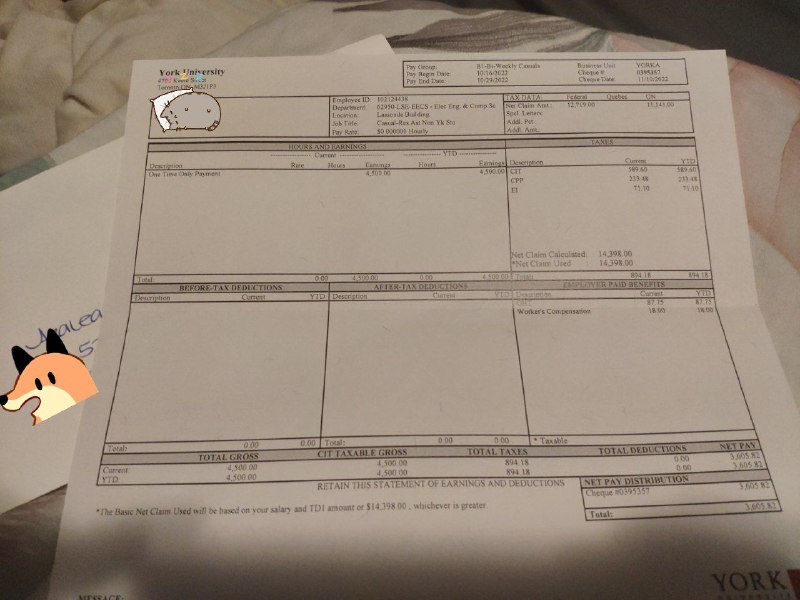 York University
Pay Group: B1-Bi-Weekly Casuals
Pay Begin Date: 10/16/2022
Pay End Date: 10/29/2022
Business Unit YORKA
Cheque # 0395357
Cheque Date: 11/10/2022
Employee ID: 102124438
Department: 62950-LSE-EECS - Elec Eng. & Comp Sc
Location: Lassonde Building
Job Title: Casual-Res Ast Non Yk Stu
Pay Rate: $0.000000 Hourly
TAX DATA: Federal Quebec ON
Net Claim Amt.: 12,719.00 11,141.00
Spcl. Letters:
Addl. Pct.:
Addl. Amt.:
HOURS AND EARNINGS
Current YTD
Description Rate Hours Earnings Hours Earnings
One Time Only Payment 4,500.00 4,500.00
Total: 0.00 4,500.00 0.00 4,500.00
TAXES
Description Current YTD
CIT 589.60 589.60
CPP 233.48 233.48
EI 71.10 71.10
Net Claim Calculated: 14,398.00
*Net Claim Used : 14,398.00
Total: 894.18 894.18
BEFORE-TAX DEDUCTIONS
Description Current YTD
Total: 0.00 0.00
AFTER-TAX DEDUCTIONS
Description Current YTD
Total: 0.00 0.00
EMPLOYER PAID BENEFITS
Description Current YTD
87.75 87.75
Worker's Compensation 18.00 18.00
* Taxable
TOTAL GROSS CIT TAXABLE GROSS TOTAL TAXES TOTAL DEDUCTIONS NET PAY
Current 4,500.00 4,500.00 894.18 0.00 3,605.82
YTD 4,500.00 4,500.00 894.18 0.00 3,605.82
RETAIN THIS STATEMENT OF EARNINGS AND DEDUCTIONS
NET PAY DISTRIBUTION
Cheque #0395357 3,605.82
Total: 3,605.82
*The Basic Net Claim Used will be based on your salary and TD1 amount or $14,398.00 , whichever is greater.
MESSAGE:
YORK